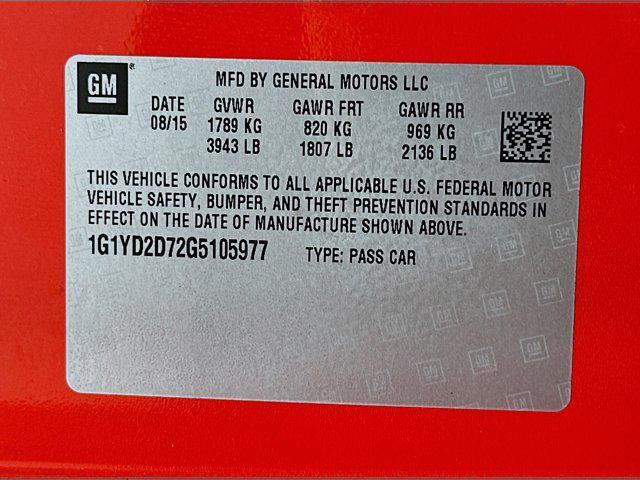 GM
MFD BY GENERAL MOTORS LLC
DATE GVWR GAWR FRT GAWR RR
08/15 1789 KG 820 KG 969 KG
3943 LB 1807 LB 2136 LB
THIS VEHICLE CONFORMS TO ALL APPLICABLE U.S. FEDERAL MOTOR
VEHICLE SAFETY, BUMPER, AND THEFT PREVENTION STANDARDS IN
EFFECT ON THE DATE OF MANUFACTURE SHOWN ABOVE.
1G1YD2D72G5105977 TYPE: PASS CAR